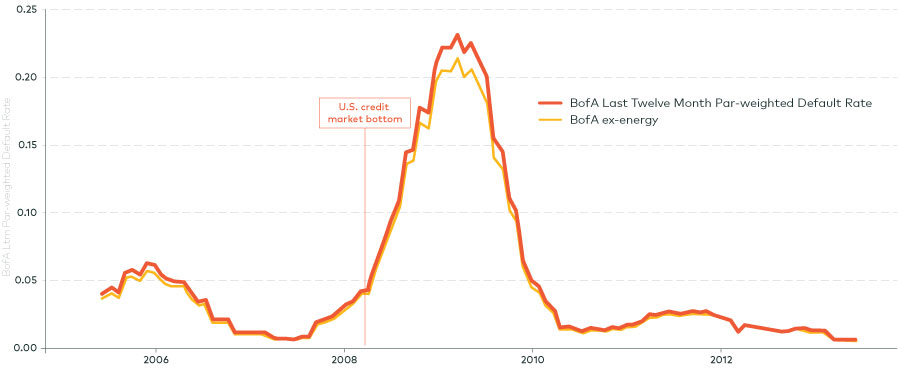 0.25
0.20
0.15
0.10
0.05
0.00
BofA Ltm Par-weighted Default Rate
U.S. credit
market bottom
BofA Last Twelve Month Par-weighted Default Rate
BofA ex-energy
2006
2008
2010
2012